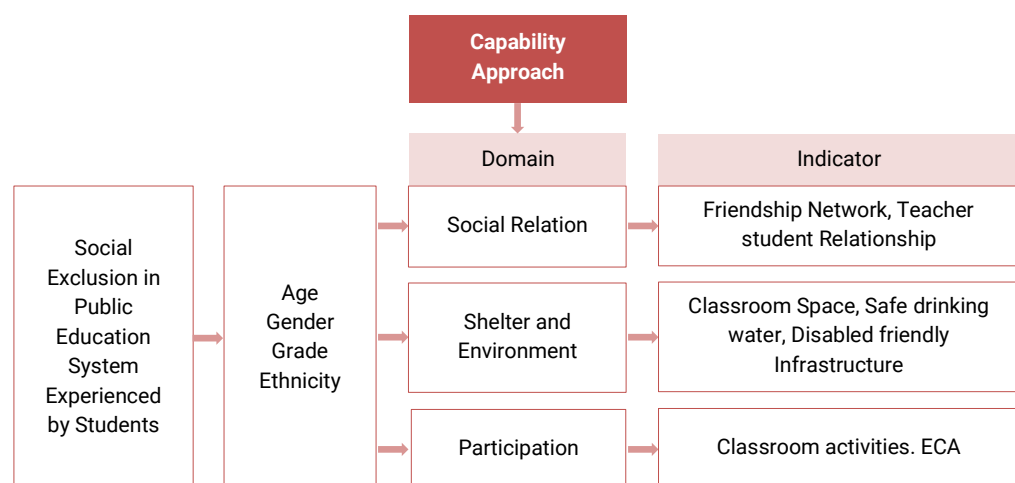 Capability
Approach
Domain
Indicator
Social
Exclusion in
Public
Education
System
Experienced
by Students
Age
Gender
Grade
Ethnicity
Social Relation
Friendship Network, Teacher
student Relationship
Shelter and
Environment
Classroom Space, Safe drinking
water, Disabled friendly
Infrastructure
Participation
Classroom activities. ECA